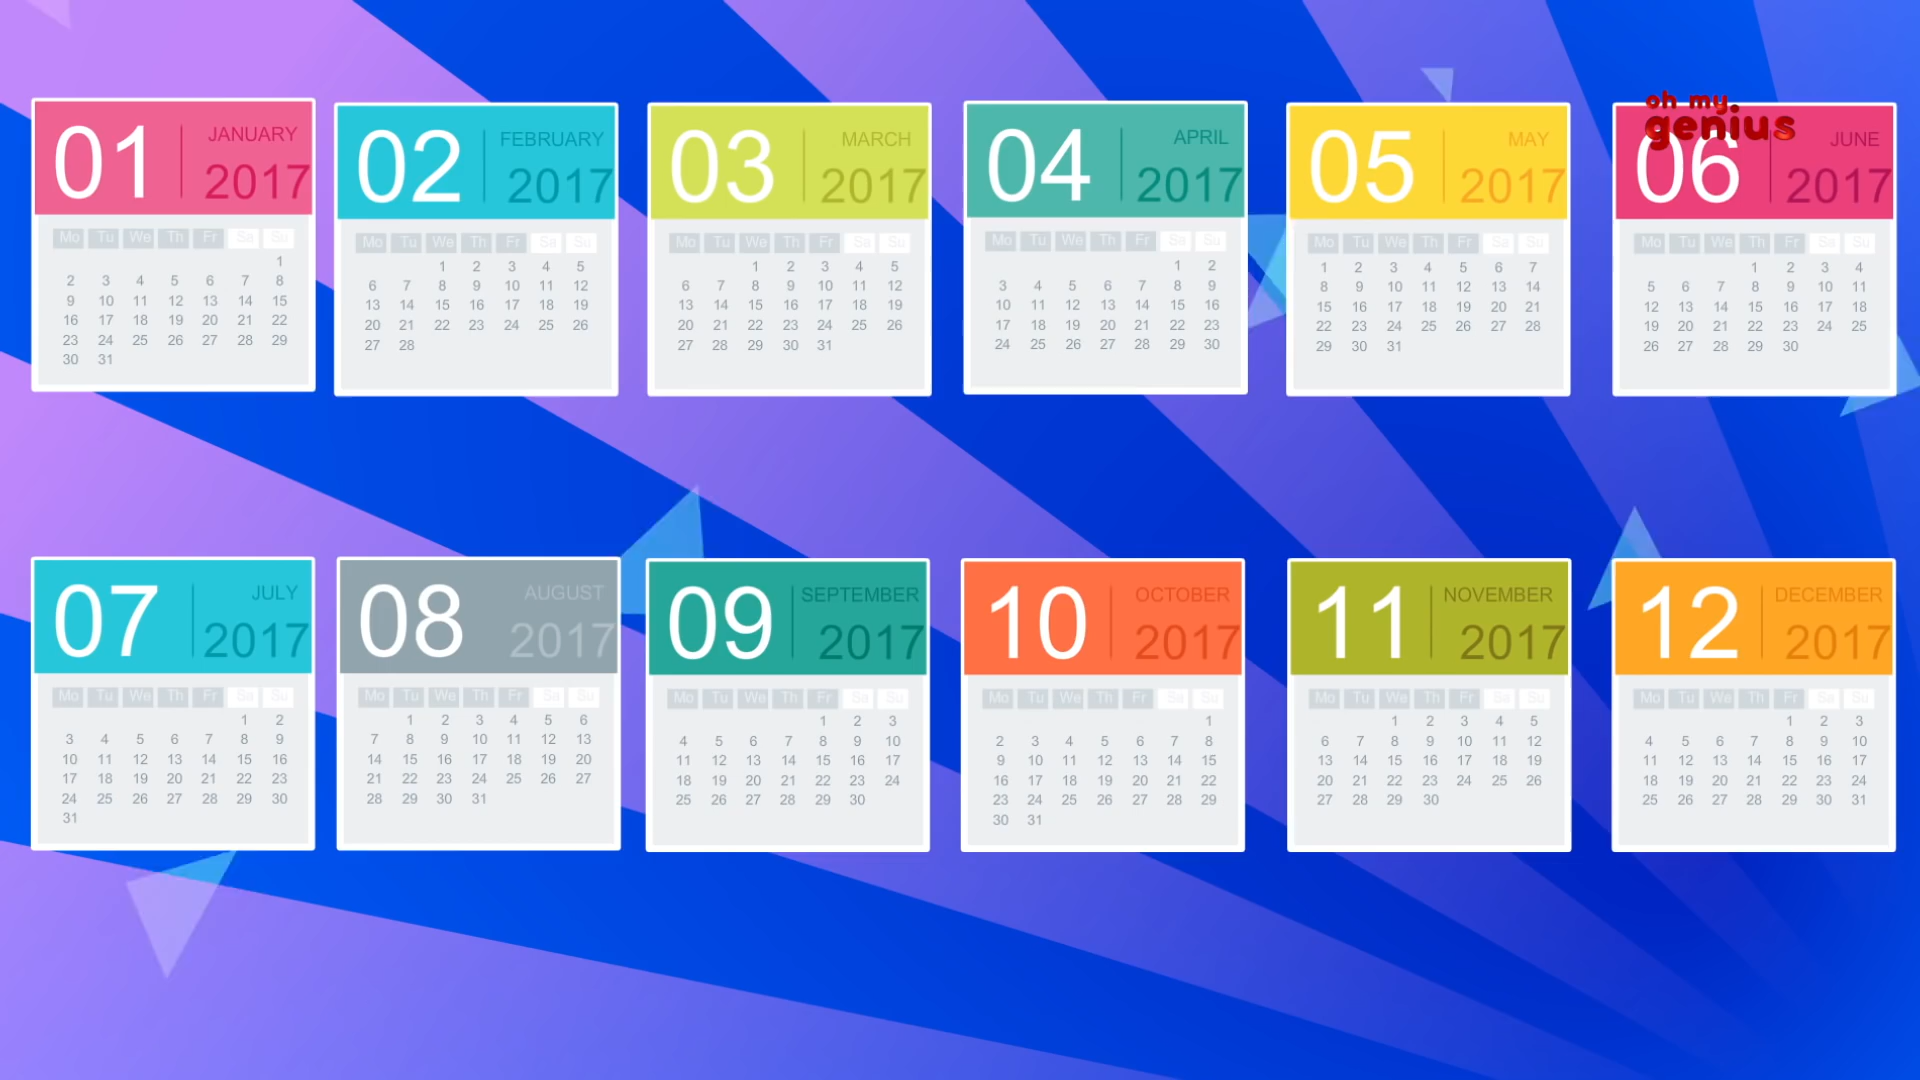 oh my
genius
01
JANUARY
2017
Mo Tu We Th Fr Sa Su
1
2 3 4 5 6 7 8
9 10 11 12 13 14 15
16 17 18 19 20 21 22
23 24 25 26 27 28 29
30 31
02
FEBRUARY
2017
Mo Tu We Th Fr Sa Su
1 2 3 4 5
6 7 8 9 10 11 12
13 14 15 16 17 18 19
20 21 22 23 24 25 26
27 28
03
MARCH
2017
Mo Tu We Th Fr Sa Su
1 2 3 4 5
6 7 8 9 10 11 12
13 14 15 16 17 18 19
20 21 22 23 24 25 26
27 28 29 30 31
04
APRIL
2017
Mo Tu We Th Fr Sa Su
1 2
3 4 5 6 7 8 9
10 11 12 13 14 15 16
17 18 19 20 21 22 23
24 25 26 27 28 29 30
05
MAY
2017
Mo Tu We Th Fr Sa Su
1 2 3 4 5 6 7
8 9 10 11 12 13 14
15 16 17 18 19 20 21
22 23 24 25 26 27 28
29 30 31
06
JUNE
2017
Mo Tu We Th Fr Sa Su
1 2 3 4
5 6 7 8 9 10 11
12 13 14 15 16 17 18
19 20 21 22 23 24 25
26 27 28 29 30
07
JULY
2017
Mo Tu We Th Fr Sa Su
1 2
3 4 5 6 7 8 9
10 11 12 13 14 15 16
17 18 19 20 21 22 23
24 25 26 27 28 29 30
31
08
AUGUST
2017
Mo Tu We Th Fr Sa Su
1 2 3 4 5 6
7 8 9 10 11 12 13
14 15 16 17 18 19 20
21 22 23 24 25 26 27
28 29 30 31
09
SEPTEMBER
2017
Mo Tu We Th Fr Sa Su
1 2 3
4 5 6 7 8 9 10
11 12 13 14 15 16 17
18 19 20 21 22 23 24
25 26 27 28 29 30
10
OCTOBER
2017
Mo Tu We Th Fr Sa Su
1
2 3 4 5 6 7 8
9 10 11 12 13 14 15
16 17 18 19 20 21 22
23 24 25 26 27 28 29
30 31
11
NOVEMBER
2017
Mo Tu We Th Fr Sa Su
1 2 3 4 5
6 7 8 9 10 11 12
13 14 15 16 17 18 19
20 21 22 23 24 25 26
27 28 29 30
12
DECEMBER
2017
Mo Tu We Th Fr Sa Su
1 2 3
4 5 6 7 8 9 10
11 12 13 14 15 16 17
18 19 20 21 22 23 24
25 26 27 28 29 30 31